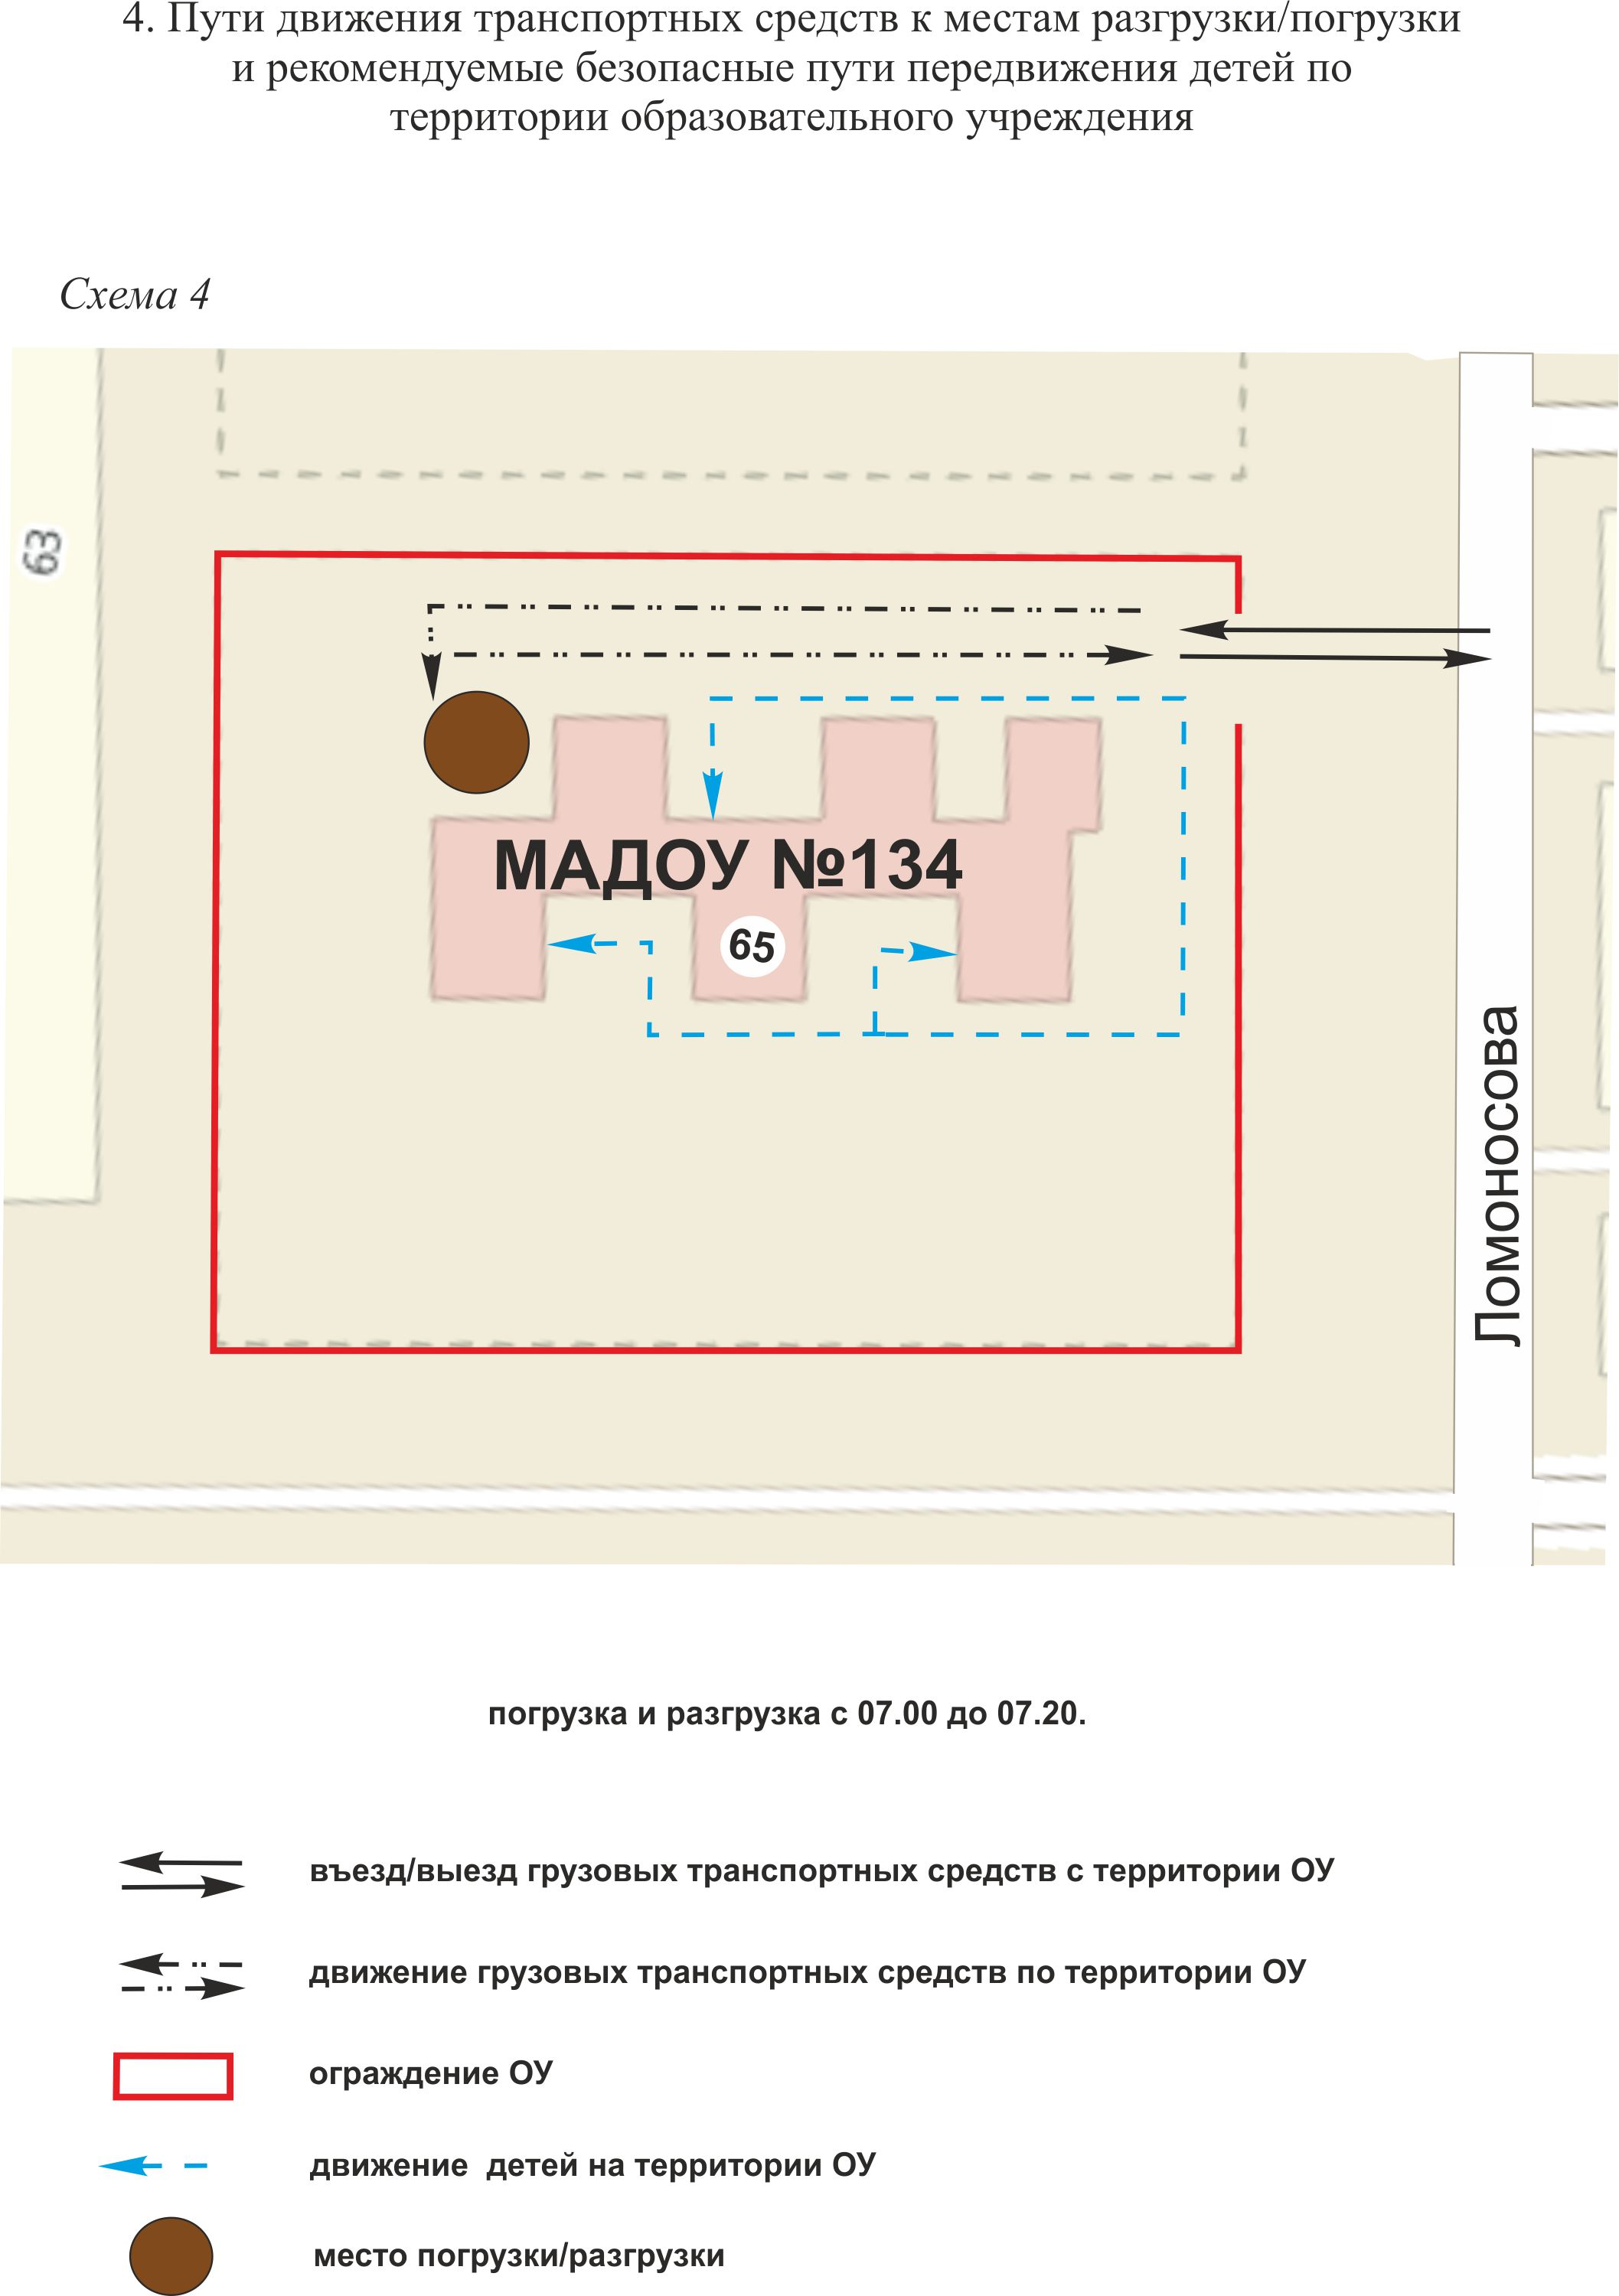 4. Пути движения транспортных средств к местам разгрузки/погрузки
и рекомендуемые безопасные пути передвижения детей по
территории образовательного учреждения
Схема 4
63
МАДОУ №134
65
Ломоносова
погрузка и разгрузка с 07.00 до 07.20.
въезд/выезд грузовых транспортных средств с территории ОУ
движение грузовых транспортных средств по территории ОУ
ограждение ОУ
движение детей на территории ОУ
место погрузки/разгрузки